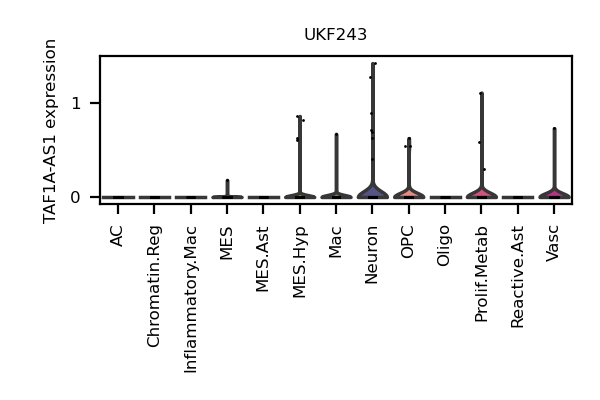 UKF243
TAF1A-AS1 expression
1
0
AC
Chromatin.Reg
Inflammatory.Mac
MES
MES.Ast
MES.Hyp
Mac
Neuron
OPC
Oligo
Prolif.Metab
Reactive.Ast
Vasc